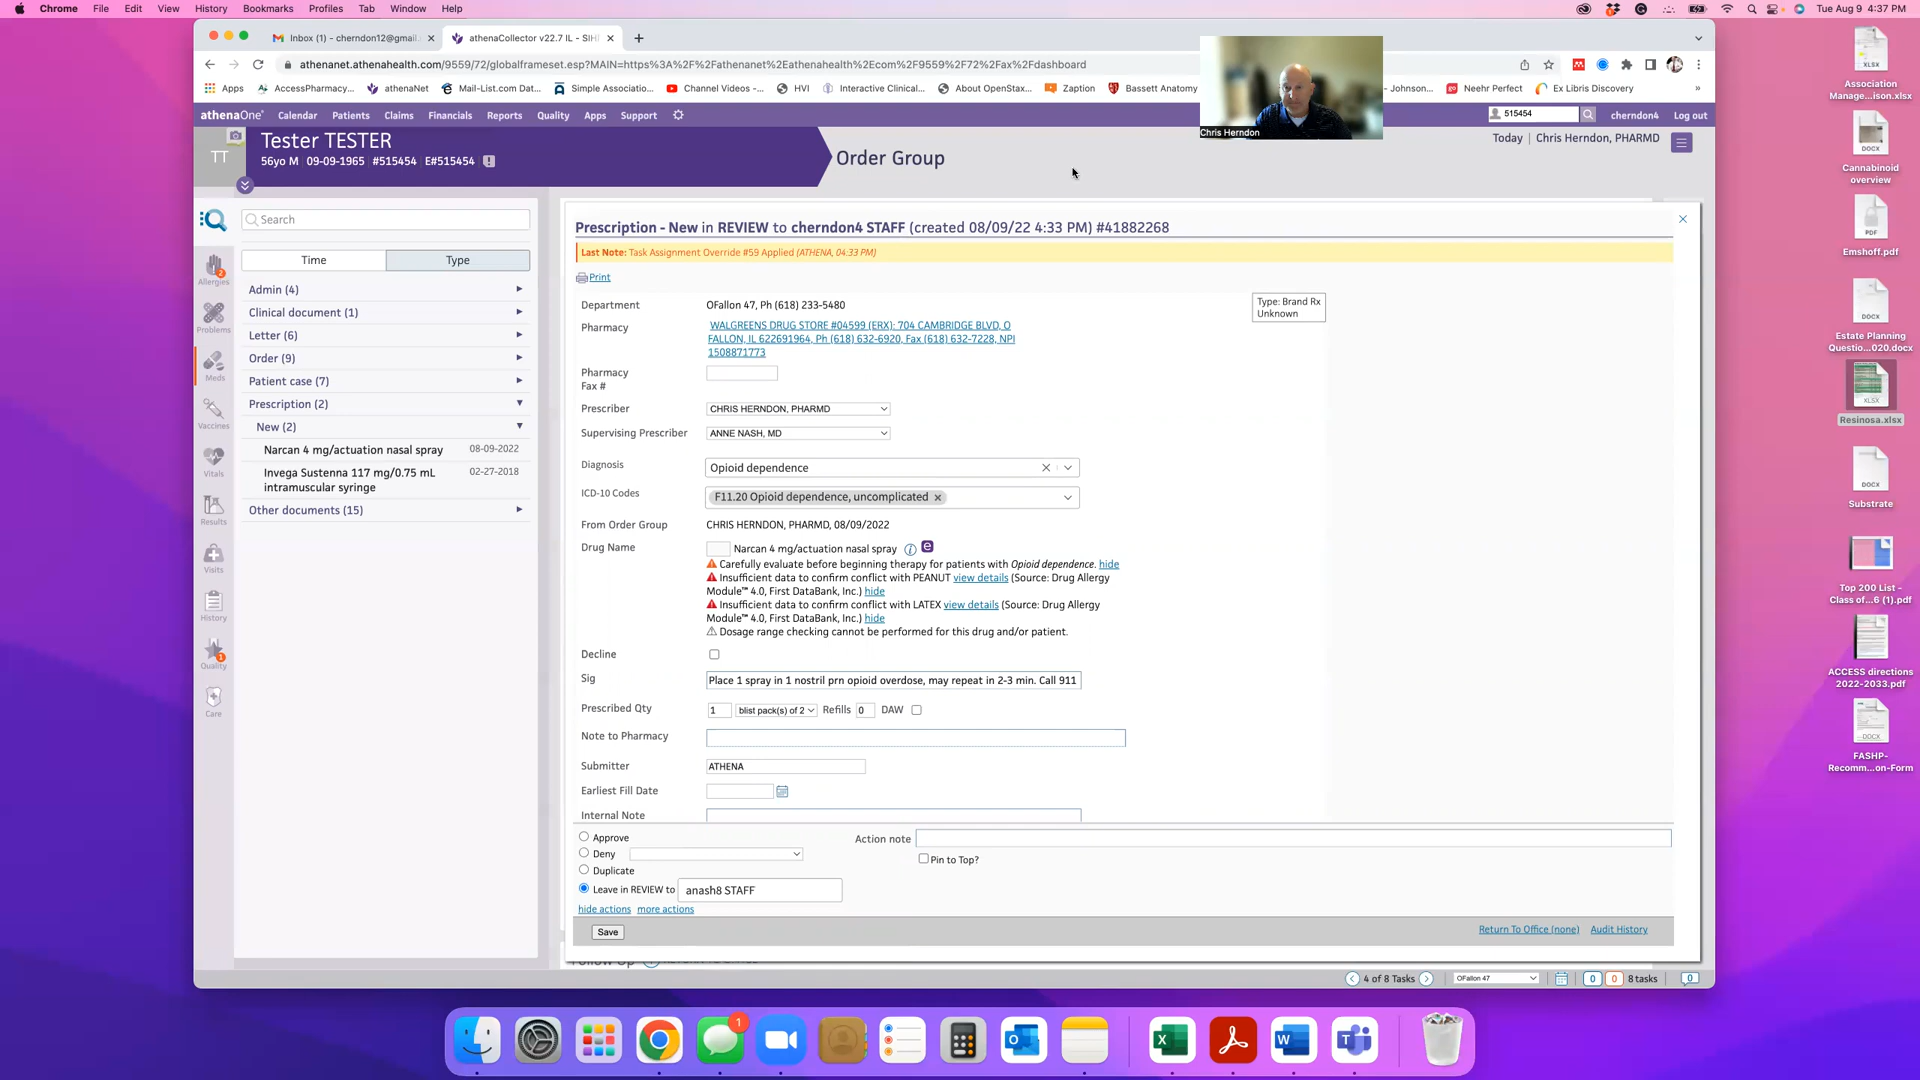 Chrome File Edit View History Bookmarks Profiles Tab Window Help
Tue Aug 9 4:37 PM
Inbox (1) - cherndon12@gmail.
athenaCollector v22.7 IL - SIH
athenanet.athenahealth.com/9559/72/globalframeset.esp?MAIN=https%3A%2F%2Fathenanet%2Eathenahealth%2Ecom%2F9559%2F72%2Fax%2Fdashboard
Apps AccessPharmacy... athenaNet Mail-List.com Dat... Simple Associatio... Channel Videos -... HVI Interactive Clinical... About OpenStax... Zaption Bassett Anatomy - Johnson... Neehr Perfect Ex Libris Discovery »
athenaOne Calendar Patients Claims Financials Reports Quality Apps Support
515454 cherndon4 Log out
Chris Herndon
TT
Tester TESTER
56yo M 09-09-1965 #515454 E#515454
Order Group
Today Chris Herndon, PHARMD
Search
Time Type
Admin (4)
Clinical document (1)
Letter (6)
Order (9)
Patient case (7)
Prescription (2)
New (2)
Narcan 4 mg/actuation nasal spray 08-09-2022
Invega Sustenna 117 mg/0.75 mL 02-27-2018
intramuscular syringe
Other documents (15)
2
Allergies
Problems
Meds
Vaccines
Vitals
Results
Visits
History
1
Quality
Care
Prescription - New in REVIEW to cherndon4 STAFF (created 08/09/22 4:33 PM) #41882268
Last Note: Task Assignment Override #59 Applied (ATHENA, 04:33 PM)
Print
Department OFallon 47, Ph (618) 233-5480
Type: Brand Rx
Unknown
Pharmacy WALGREENS DRUG STORE #04599 (ERX): 704 CAMBRIDGE BLVD, O
FALLON, IL 622691964, Ph (618) 632-6920, Fax (618) 632-7228, NPI
1508871773
Pharmacy
Fax #
Prescriber CHRIS HERNDON, PHARMD
Supervising Prescriber ANNE NASH, MD
Diagnosis Opioid dependence
ICD-10 Codes F11.20 Opioid dependence, uncomplicated
From Order Group CHRIS HERNDON, PHARMD, 08/09/2022
Drug Name Narcan 4 mg/actuation nasal spray
Carefully evaluate before beginning therapy for patients with Opioid dependence. hide
Insufficient data to confirm conflict with PEANUT view details (Source: Drug Allergy
Module™ 4.0, First DataBank, Inc.) hide
Insufficient data to confirm conflict with LATEX view details (Source: Drug Allergy
Module™ 4.0, First DataBank, Inc.) hide
Dosage range checking cannot be performed for this drug and/or patient.
Decline
Sig Place 1 spray in 1 nostril prn opioid overdose, may repeat in 2-3 min. Call 911
Prescribed Qty 1 blist pack(s) of 2 Refills 0 DAW
Note to Pharmacy
Submitter ATHENA
Earliest Fill Date
Internal Note
Approve
Deny
Duplicate
Leave in REVIEW to anash8 STAFF
Action note
Pin to Top?
hide actions more actions
Save
Return To Office (none) Audit History
4 of 8 Tasks OFallon 47 0 0 8 tasks 0
XLSX
Association
Manage...ison.xlsx
DOCX
Cannabinoid
overview
PDF
Emshoff.pdf
DOCX
Estate Planning
Questio...020.docx
XLSX
Resinosa.xlsx
DOCX
Substrate
Top 200 List -
Class of...6 (1).pdf
ACCESS directions
2022-2033.pdf
DOCX
FASHP-
Recomm...on-Form
1